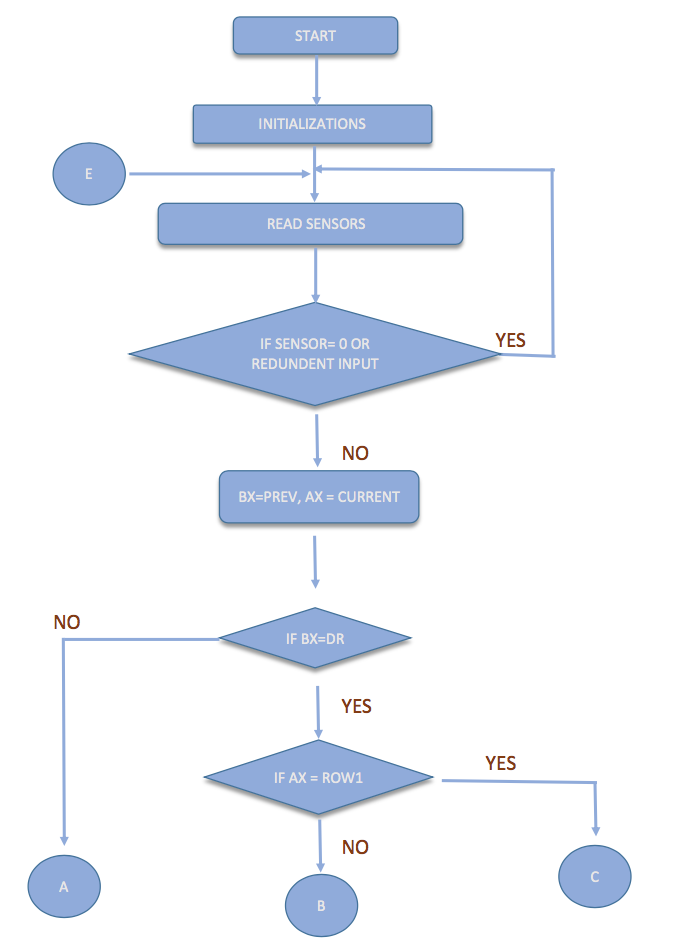 START
INITIALIZATIONS
E
READ SENSORS
IF SENSOR= 0 OR
REDUNDENT INPUT
YES
NO
BX=PREV, AX = CURRENT
NO
IF BX=DR
YES
IF AX = ROW1
YES
NO
A
B
C